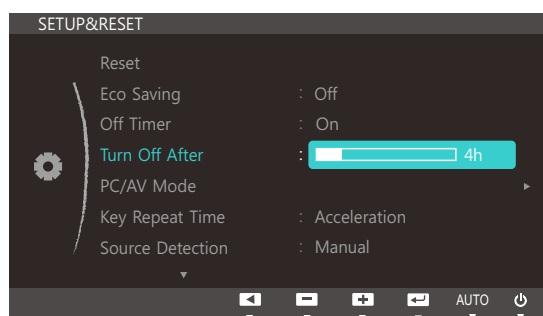 SETUP&RESET
Reset
Eco Saving : Off
Off Timer : On
Turn Off After : 4h
PC/AV Mode
Key Repeat Time : Acceleration
Source Detection : Manual
AUTO